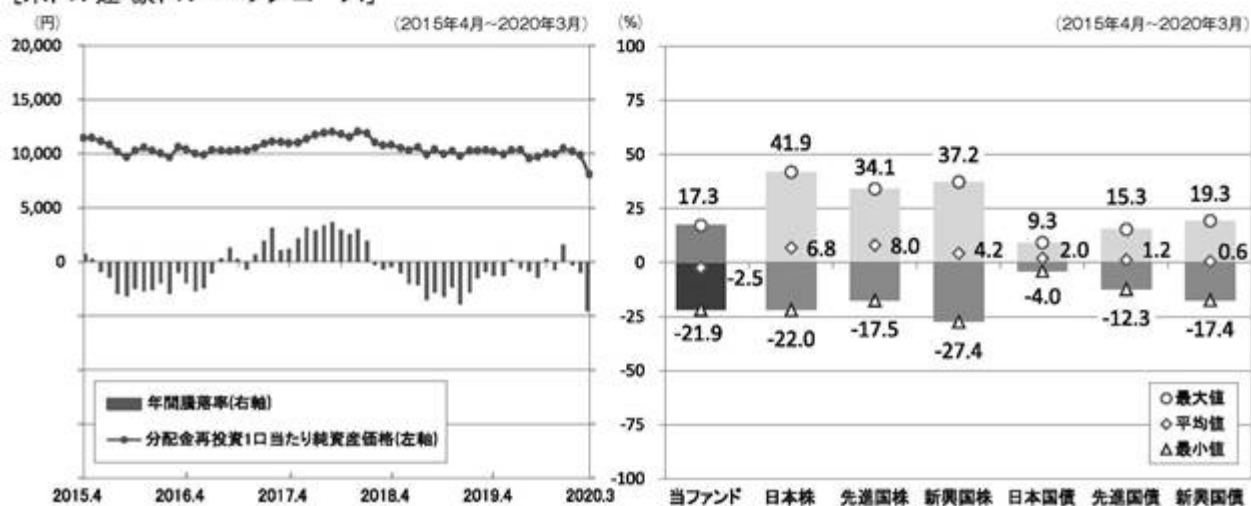 (円)
(2015年4月～2020年3月)
20,000
15,000
10,000
5,000
0
年間騰落率(右軸)
分配金再投資1口当たり純資産価格(左軸)
2015.4 2016.4 2017.4 2018.4 2019.4 2020.3
(%)
(2015年4月～2020年3月)
100
75
50
25
0
-25
-50
-75
-100
17.3 41.9 34.1 37.2 9.3 15.3 19.3
-2.5 6.8 8.0 4.2 2.0 1.2 0.6
-21.9 -22.0 -17.5 -27.4 -4.0 -12.3 -17.4
最大値
平均値
最小値
当ファンド 日本株 先進国株 新興国株 日本国債 先進国債 新興国債